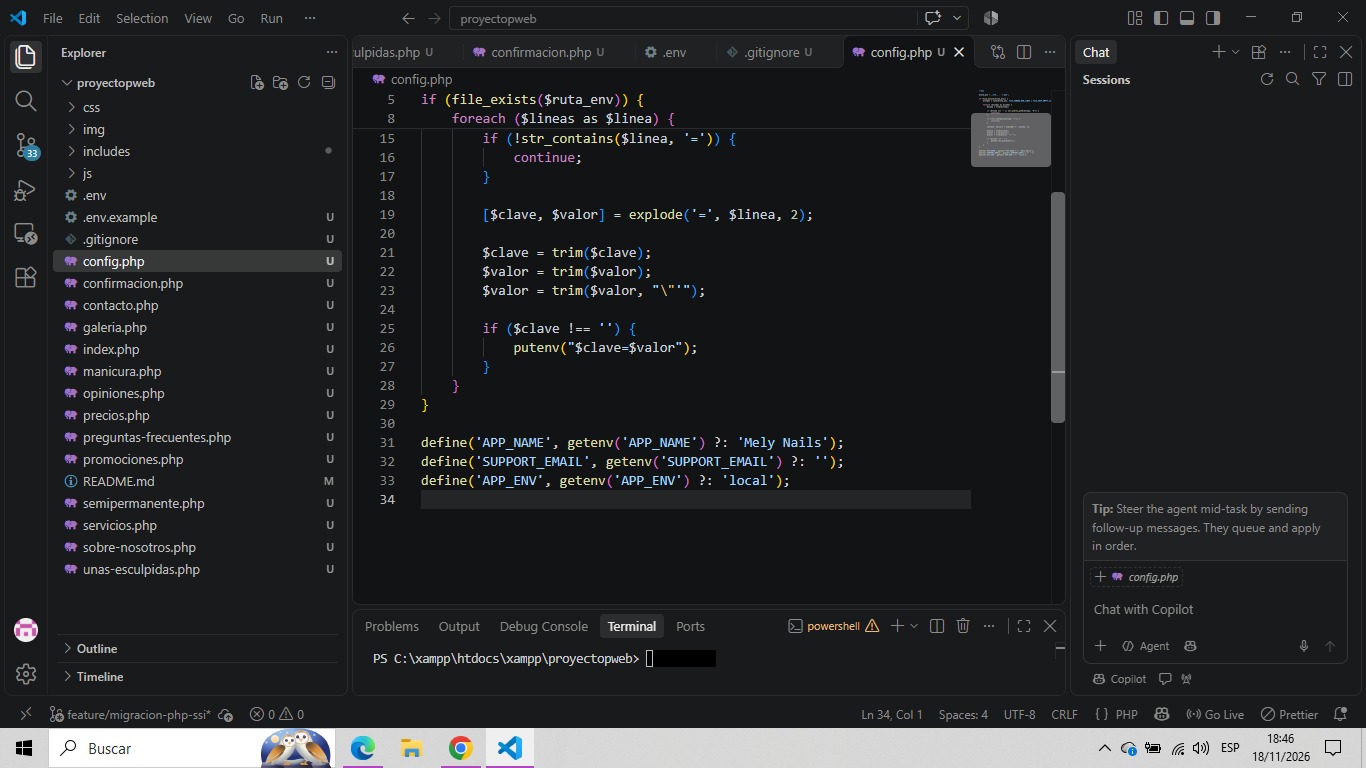 File Edit Selection View Go Run ··· proyectopweb
Explorer ···
proyectopweb
css
img
includes
js
.env
.env.example U
.gitignore U
config.php U
confirmacion.php U
contacto.php U
galeria.php U
index.php U
manicura.php U
opiniones.php U
precios.php U
preguntas-frecuentes.php U
promociones.php U
README.md M
semipermanente.php U
servicios.php U
sobre-nosotros.php U
unas-esculpidas.php U
Outline
Timeline
33
ulpidas.php U confirmacion.php U .env .gitignore U config.php U
config.php
5 if (file_exists($ruta_env)) {
8 foreach ($lineas as $linea) {
15 if (!str_contains($linea, '=')) {
16 continue;
17 }
18
19 [$clave, $valor] = explode('=', $linea, 2);
20
21 $clave = trim($clave);
22 $valor = trim($valor);
23 $valor = trim($valor, "\"'");
24
25 if ($clave !== '') {
26 putenv("$clave=$valor");
27 }
28 }
29 }
30
31 define('APP_NAME', getenv('APP_NAME') ?: 'Mely Nails');
32 define('SUPPORT_EMAIL', getenv('SUPPORT_EMAIL') ?: '');
33 define('APP_ENV', getenv('APP_ENV') ?: 'local');
34
Problems Output Debug Console Terminal Ports powershell
PS C:\xampp\htdocs\xampp\proyectopweb>
Chat
Sessions
Tip: Steer the agent mid-task by sending
follow-up messages. They queue and apply
in order.
config.php
Chat with Copilot
Agent
Copilot
feature/migracion-php-ssi* 0 0 Ln 34, Col 1 Spaces: 4 UTF-8 CRLF { } PHP Go Live Prettier
Buscar
ESP
18:46
18/11/2026